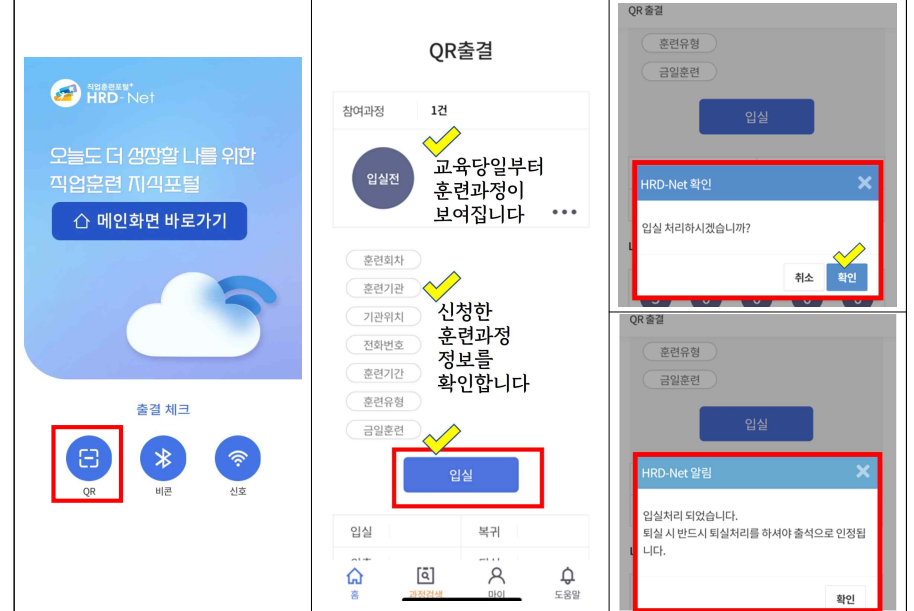 직업훈련포털
HRD-Net
오늘도 더 성장할 나를 위한
직업훈련 지식포털
메인화면 바로가기
출결 체크
QR
비콘
신호
QR출결
참여과정 1건
입실전
교육당일부터
훈련과정이
보여집니다
훈련회차
훈련기관
기관위치
전화번호
훈련기간
훈련유형
금일훈련
신청한
훈련과정
정보를
확인합니다
입실
입실 복귀
홈
과정검색
마이
도움말
QR 출결
훈련유형
금일훈련
입실
HRD-Net 확인
입실 처리하시겠습니까?
취소 확인
QR 출결
훈련유형
금일훈련
입실
HRD-Net 알림
입실처리 되었습니다.
퇴실 시 반드시 퇴실처리를 하셔야 출석으로 인정됩
니다.
확인